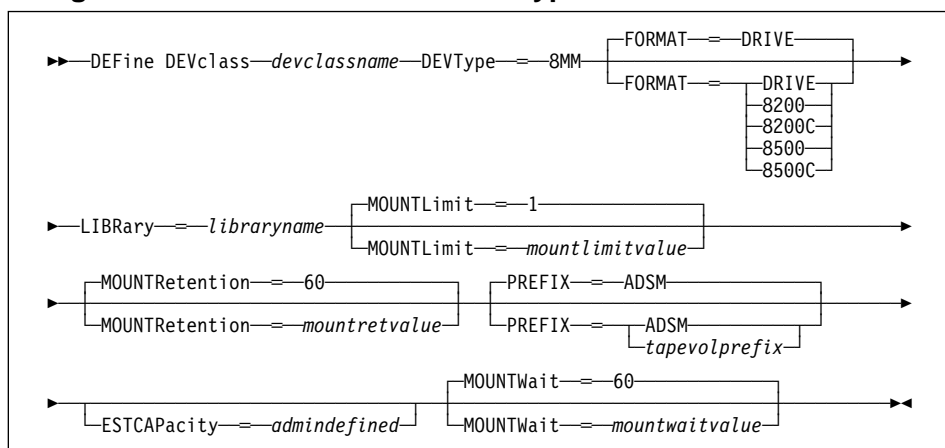 FORMAT = DRIVE
DEFine DEVclass devclassname DEVType = 8MM
FORMAT = DRIVE
8200
8200C
8500
8500C
MOUNTLimit = 1
LIBRary = libraryname
MOUNTLimit = mountlimitvalue
MOUNTRetention = 60 PREFIX = ADSM
MOUNTRetention = mountretvalue PREFIX = ADSM
tapevolprefix
MOUNTWait = 60
ESTCAPacity = admindefined MOUNTWait = mountwaitvalue